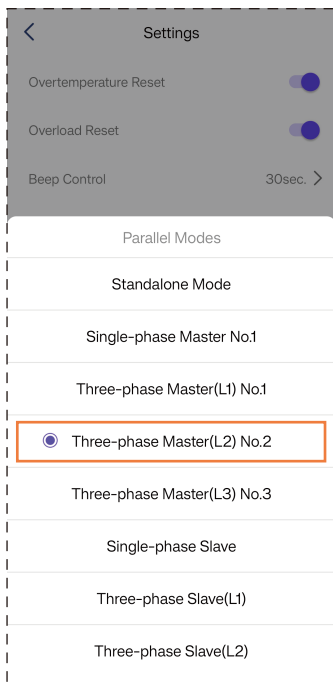 Settings
Overtemperature Reset
Overload Reset
Beep Control 30sec.
Parallel Modes
Standalone Mode
Single-phase Master No.1
Three-phase Master(L1) No.1
Three-phase Master(L2) No.2
Three-phase Master(L3) No.3
Single-phase Slave
Three-phase Slave(L1)
Three-phase Slave(L2)